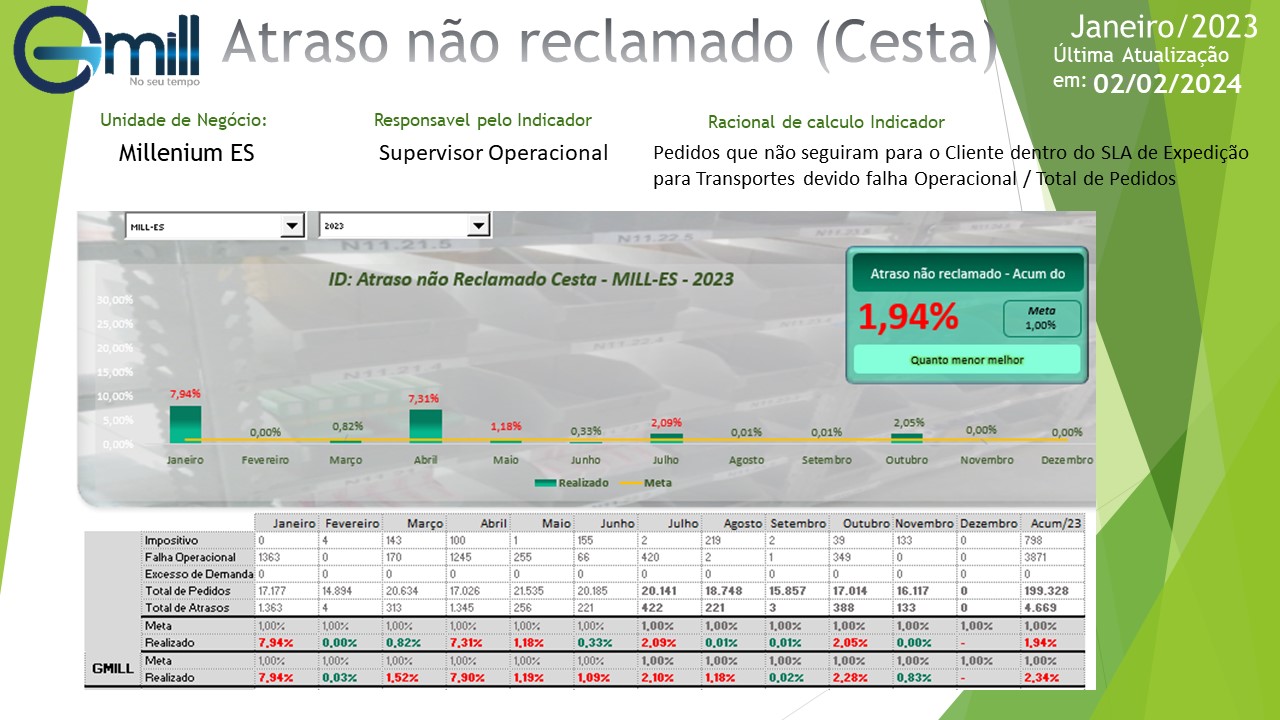 Gmill
No seu tempo
Atraso não reclamado (Cesta)
Janeiro/2023
Última Atualização
em: 02/02/2024
Unidade de Negócio:
Responsavel pelo Indicador
Racional de calculo Indicador
Millenium ES
Supervisor Operacional
Pedidos que não seguiram para o Cliente dentro do SLA de Expedição
para Transportes devido falha Operacional / Total de Pedidos
MILL-ES
2023
N11.21.5
N11.22.5
ID: Atraso não Reclamado Cesta - MILL-ES - 2023
Atraso não reclamado - Acum do
1,94%
Meta
1,00%
Quanto menor melhor
30,00%
25,00%
20,00%
15,00%
10,00%
5,00%
0,00%
N11.21.4
7,94%
0,00%
0,82%
7,31%
1,18%
0,33%
2,09%
0,01%
0,01%
2,05%
0,00%
0,00%
Janeiro Fevereiro Março Abril Maio Junho Julho Agosto Setembro Outubro Novembro Dezembro
Realizado Meta
Janeiro Fevereiro Março Abril Maio Junho Julho Agosto Setembro Outubro Novembro Dezembro Acum/23
Impositivo 0 4 143 100 1 155 2 219 2 39 133 0 798
Falha Operacional 1363 0 170 1245 255 66 420 2 1 349 0 0 3871
Excesso de Demanda 0 0 0 0 0 0 0 0 0 0 0 0 0
Total de Pedidos 17.177 14.894 20.634 17.026 21.535 20.185 20.141 18.748 15.857 17.014 16.117 0 199.328
Total de Atrasos 1.363 4 313 1.345 256 221 422 221 3 388 133 0 4.669
Meta 1,00% 1,00% 1,00% 1,00% 1,00% 1,00% 1,00% 1,00% 1,00% 1,00% 1,00% 1,00% 1,00%
Realizado 7,94% 0,00% 0,82% 7,31% 1,18% 0,33% 2,09% 0,01% 0,01% 2,05% 0,00% - 1,94%
GMILL
Meta 1,00% 1,00% 1,00% 1,00% 1,00% 1,00% 1,00% 1,00% 1,00% 1,00% 1,00% 1,00% 1,00%
Realizado 7,94% 0,03% 1,52% 7,90% 1,19% 1,09% 2,10% 1,18% 0,02% 2,28% 0,83% - 2,34%